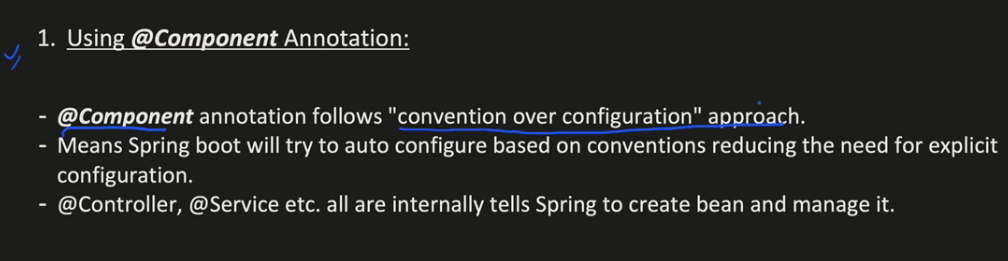 1. Using @Component Annotation:
- @Component annotation follows "convention over configuration" approach.
- Means Spring boot will try to auto configure based on conventions reducing the need for explicit
configuration.
- @Controller, @Service etc. all are internally tells Spring to create bean and manage it.